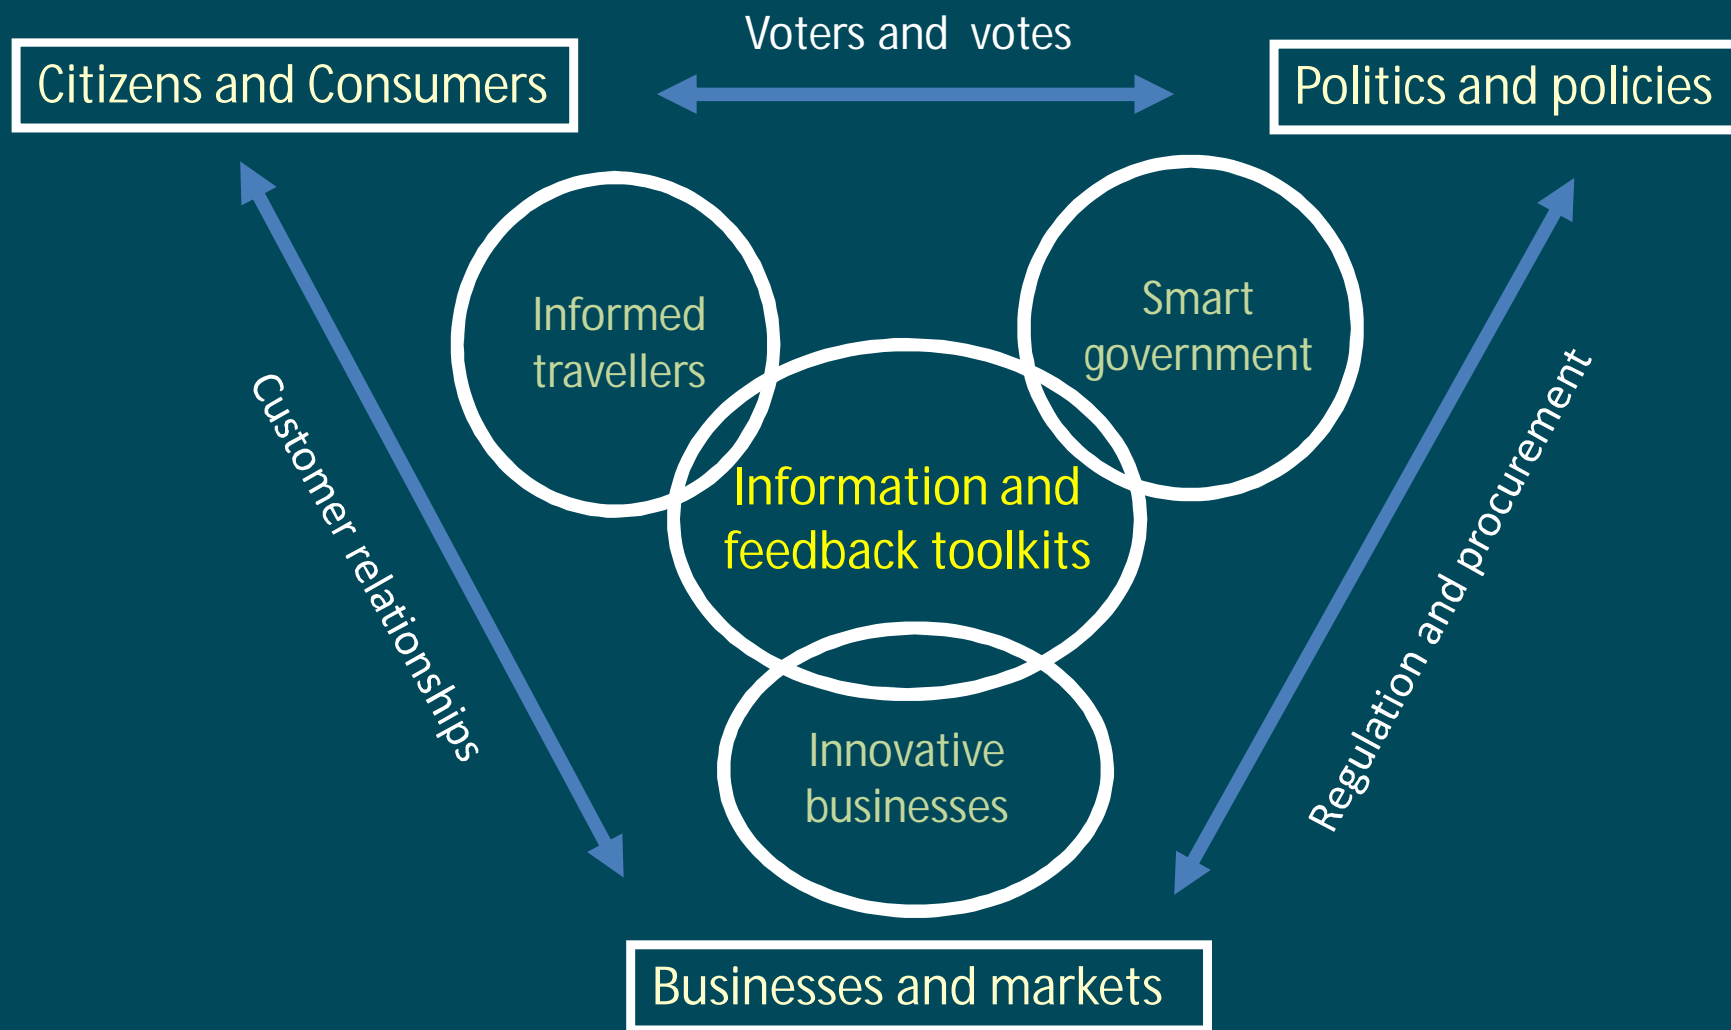 Voters and votes
Citizens and Consumers
Politics and policies
Informed
travellers
Smart
government
Customer relationships
Information and
feedback toolkits
Regulation and procurement
Innovative
businesses
Businesses and markets